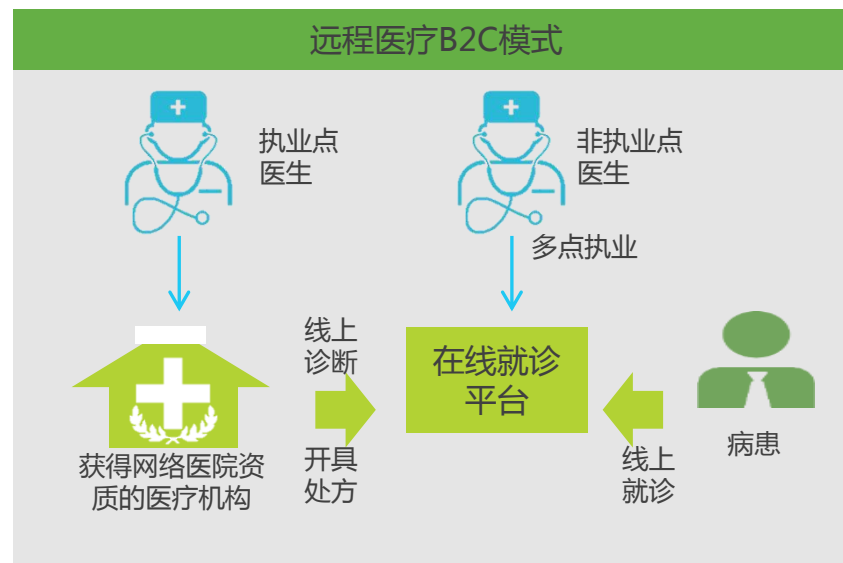 远程医疗B2C模式
执业点
医生
非执业点
医生
多点执业
线上
诊断
在线就诊
平台
获得网络医院资
质的医疗机构
开具
处方
线上
就诊
病患